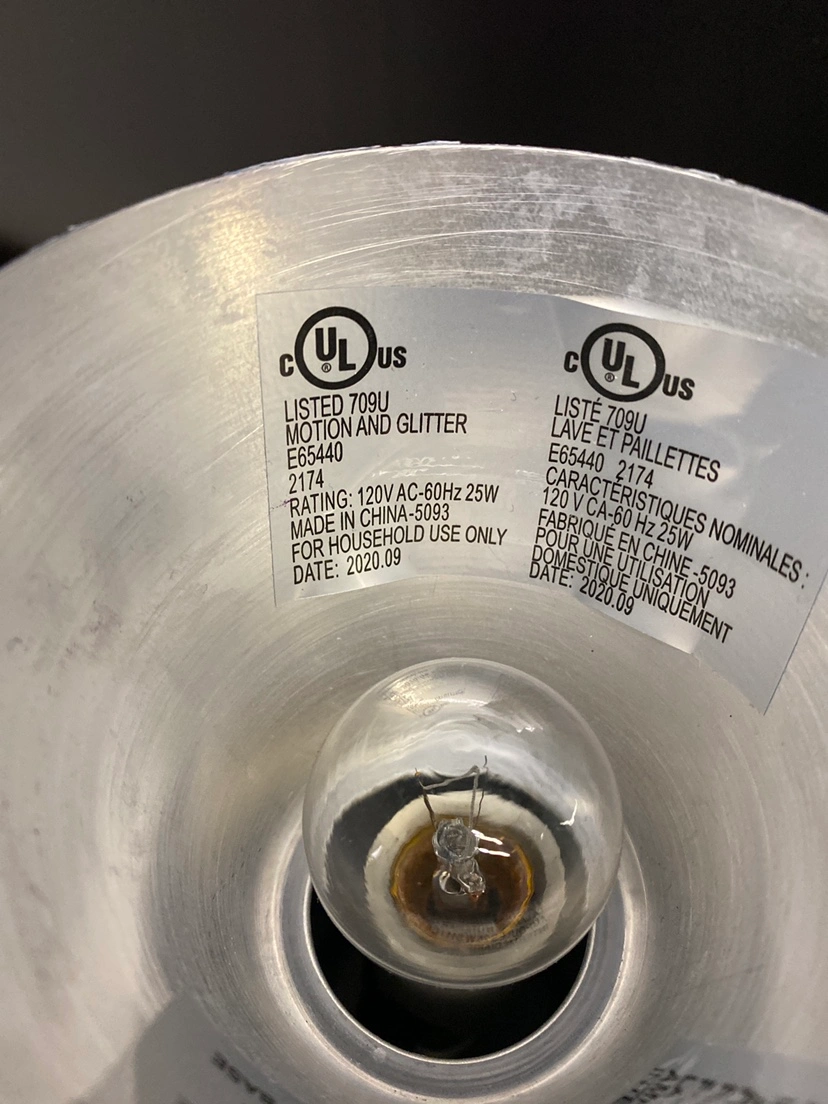 C UL ® US
LISTED 709U
MOTION AND GLITTER
E65440
2174
RATING: 120V AC-60Hz 25W
MADE IN CHINA-5093
FOR HOUSEHOLD USE ONLY
DATE: 2020.09
C UL ® US
LISTÉ 709U
LAVE ET PAILLETTES
E65440 2174
CARACTÉRISTIQUES NOMINALES :
120 V CA-60 Hz 25W
FABRIQUÉ EN CHINE -5093
POUR UNE UTILISATION
DOMESTIQUE UNIQUEMENT
DATE: 2020.09
BASE